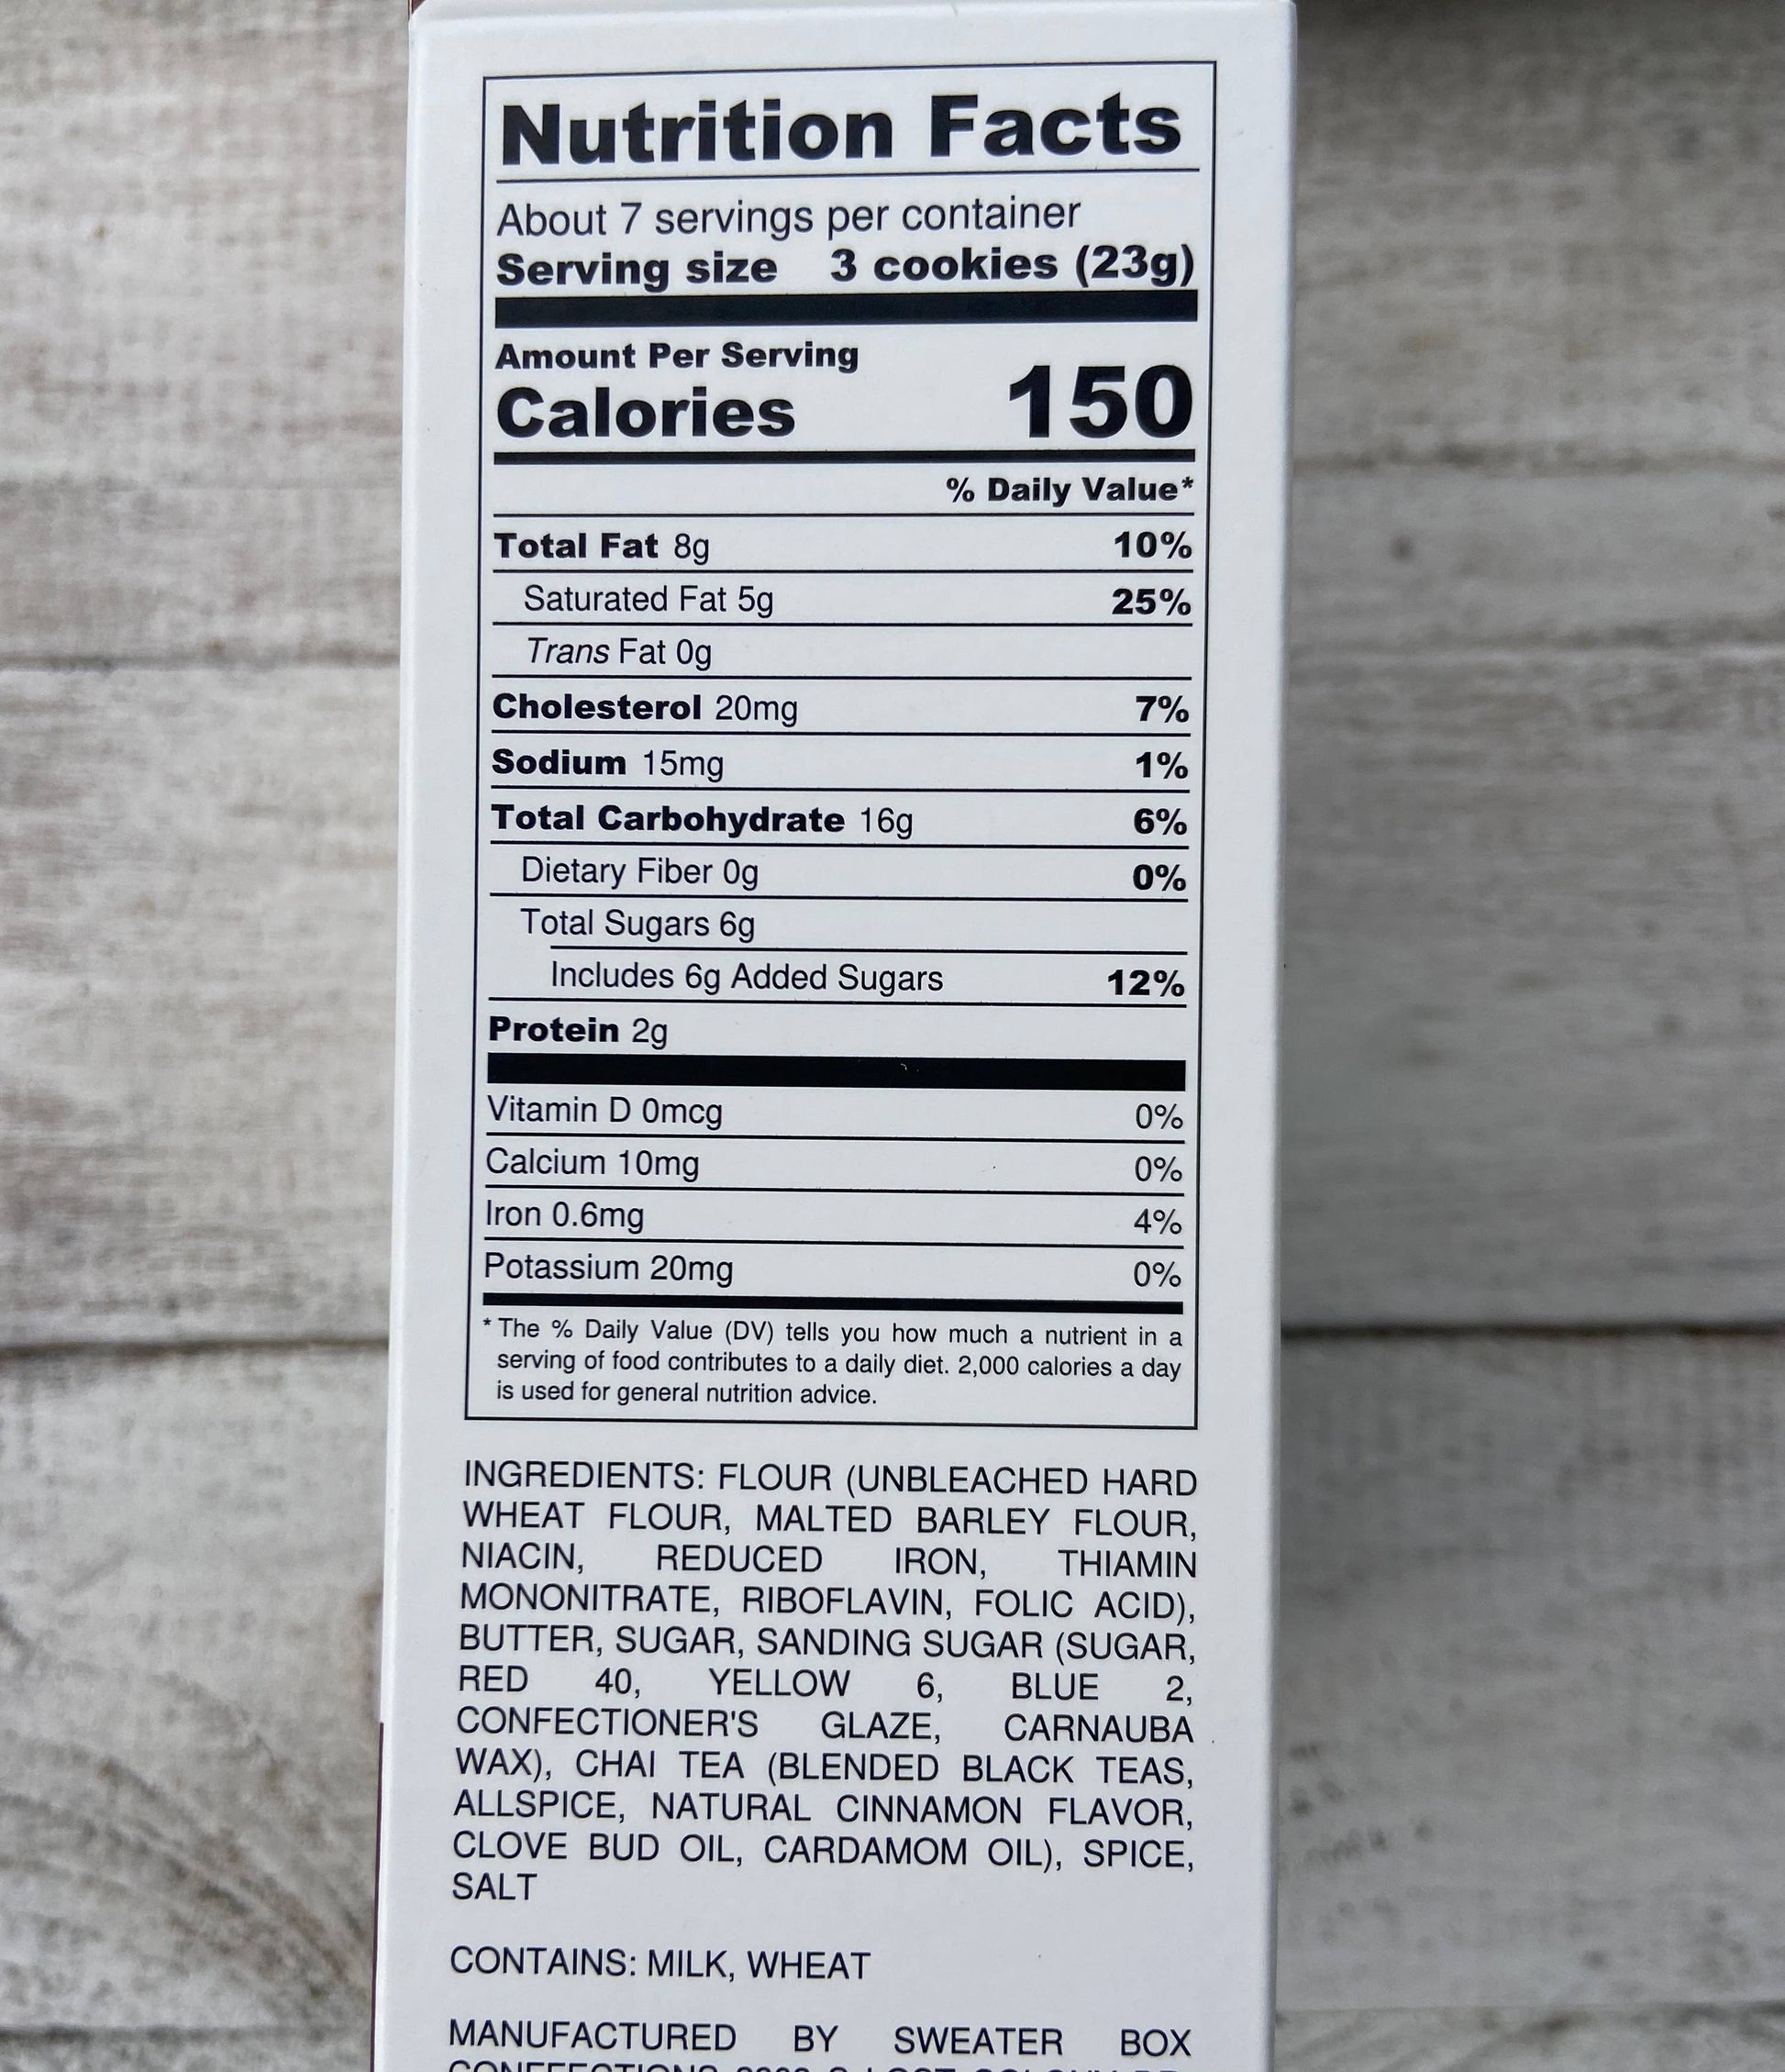 Nutrition Facts
About 7 servings per container
Serving size 3 cookies (23g)
Amount Per Serving
Calories 150
% Daily Value*
Total Fat 8g 10%
Saturated Fat 5g 25%
Trans Fat 0g
Cholesterol 20mg 7%
Sodium 15mg 1%
Total Carbohydrate 16g 6%
Dietary Fiber 0g 0%
Total Sugars 6g
Includes 6g Added Sugars 12%
Protein 2g
Vitamin D 0mcg 0%
Calcium 10mg 0%
Iron 0.6mg 4%
Potassium 20mg 0%
* The % Daily Value (DV) tells you how much a nutrient in a
serving of food contributes to a daily diet. 2,000 calories a day
is used for general nutrition advice.
INGREDIENTS: FLOUR (UNBLEACHED HARD
WHEAT FLOUR, MALTED BARLEY FLOUR,
NIACIN, REDUCED IRON, THIAMIN
MONONITRATE, RIBOFLAVIN, FOLIC ACID),
BUTTER, SUGAR, SANDING SUGAR (SUGAR,
RED 40, YELLOW 6, BLUE 2,
CONFECTIONER'S GLAZE, CARNAUBA
WAX), CHAI TEA (BLENDED BLACK TEAS,
ALLSPICE, NATURAL CINNAMON FLAVOR,
CLOVE BUD OIL, CARDAMOM OIL), SPICE,
SALT
CONTAINS: MILK, WHEAT
MANUFACTURED BY SWEATER BOX